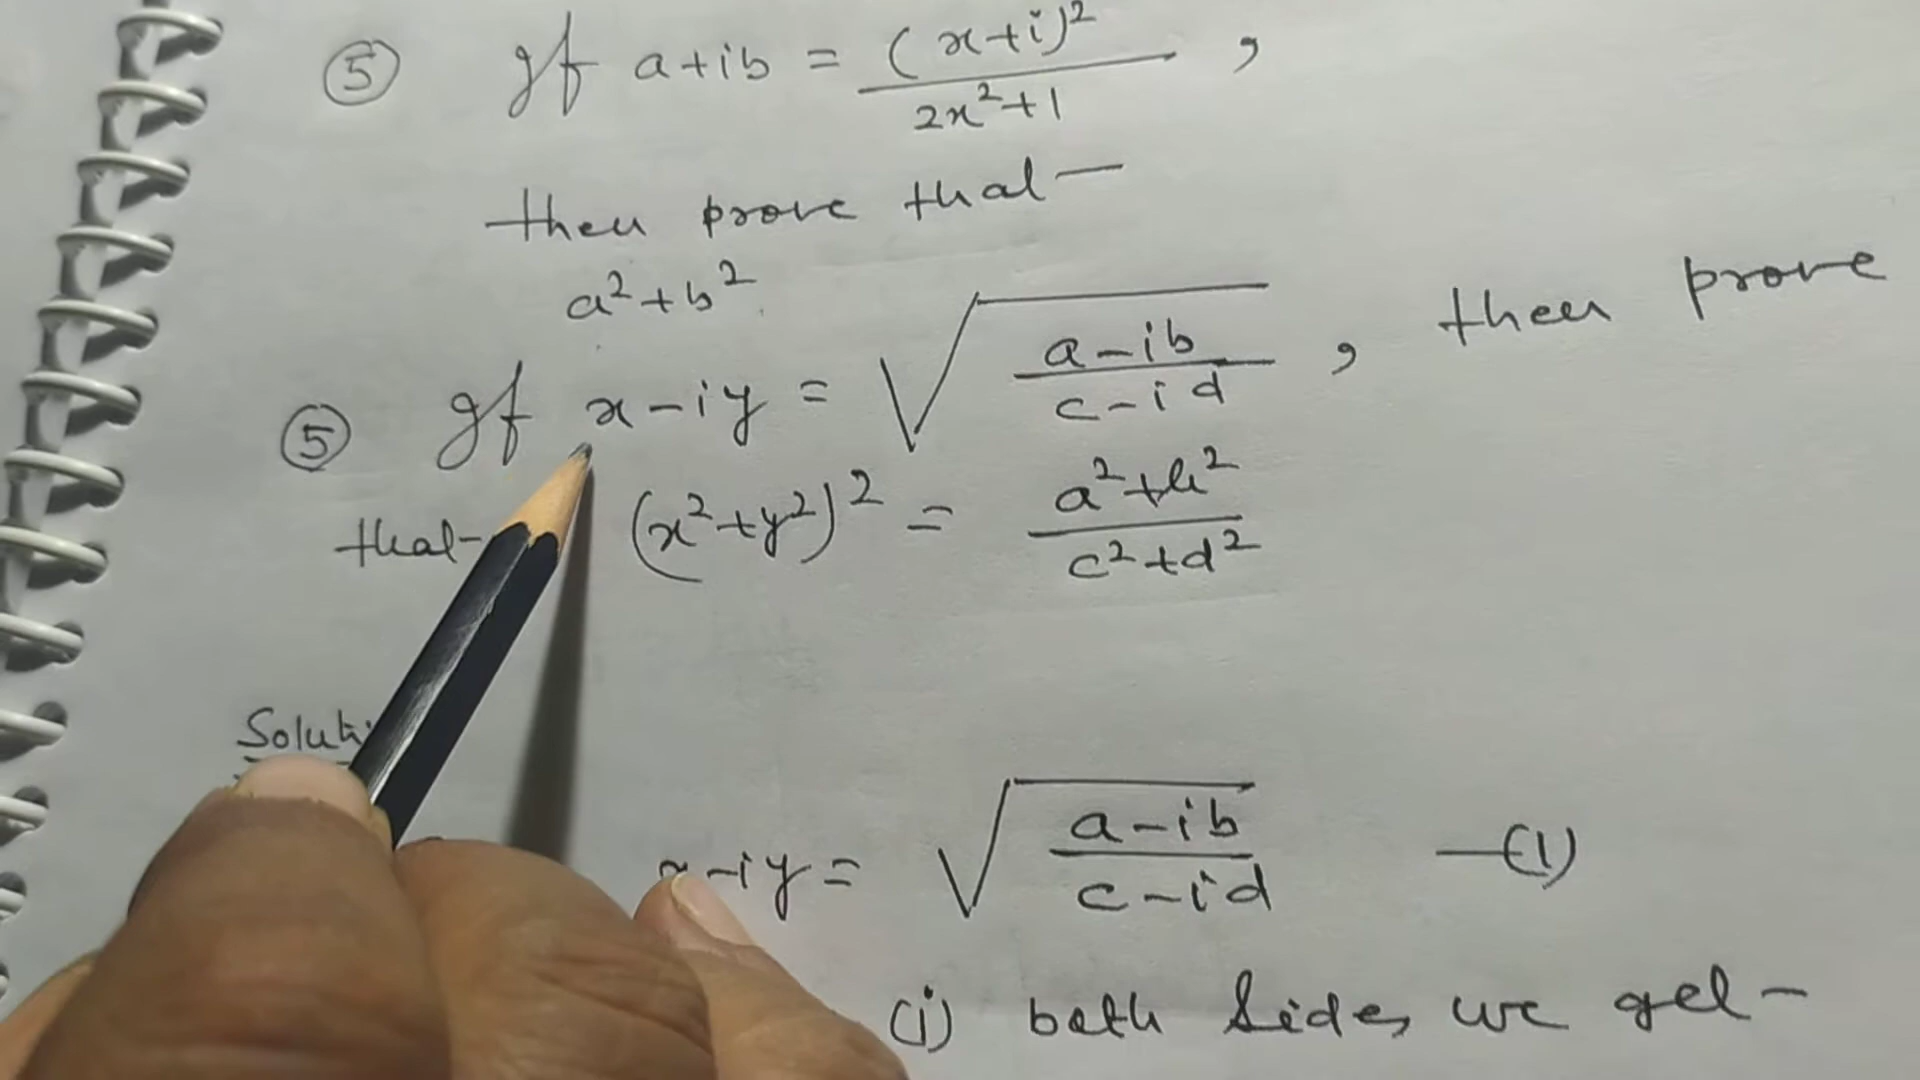 ⑤ If a+ib = (x+i)² / 2x²+1 ,
then prove that—
a²+b²
⑤ If x-iy = √(a-ib / c-id) , then prove
that- (x²+y²)² = a²+b² / c²+d²
x-iy = √(a-ib / c-id) —(1)
(i) both sides, we get-